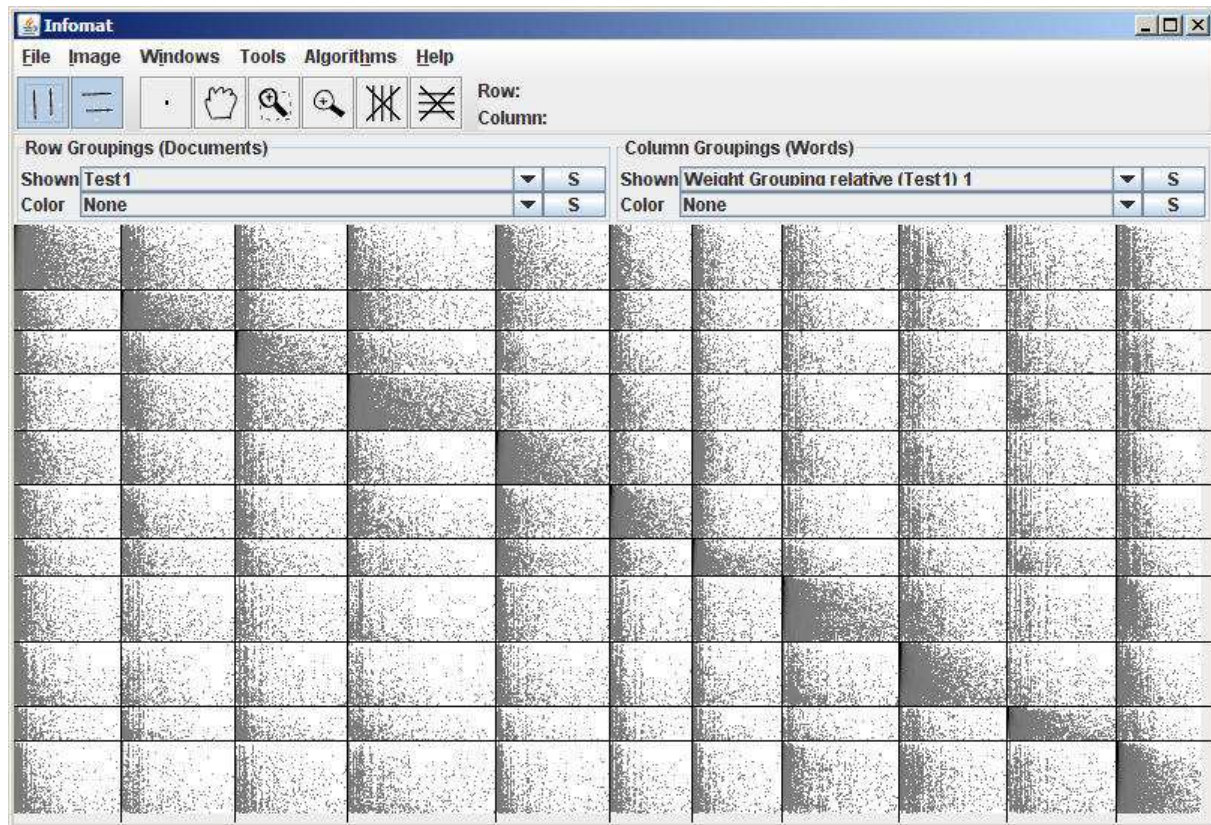 Infomat
File Image Windows Tools Algorithms Help
Row:
Column:
Row Groupings (Documents)
Shown Test1 S
Color None S
Column Groupings (Words)
Shown Weight Grouping relative (Test1) 1 S
Color None S